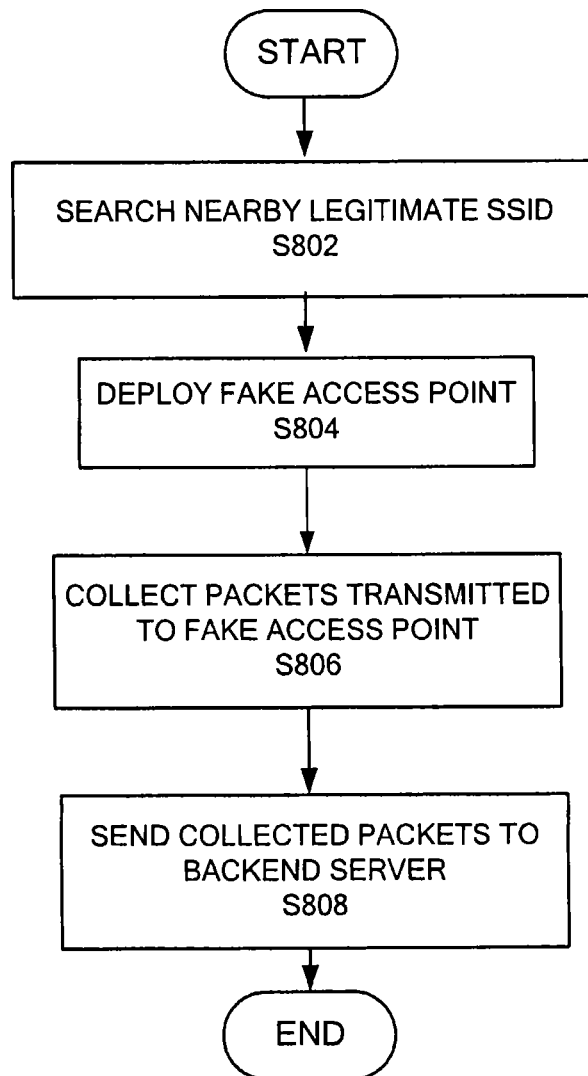 START
SEARCH NEARBY LEGITIMATE SSID
S802
DEPLOY FAKE ACCESS POINT
S804
COLLECT PACKETS TRANSMITTED
TO FAKE ACCESS POINT
S806
SEND COLLECTED PACKETS TO
BACKEND SERVER
S808
END